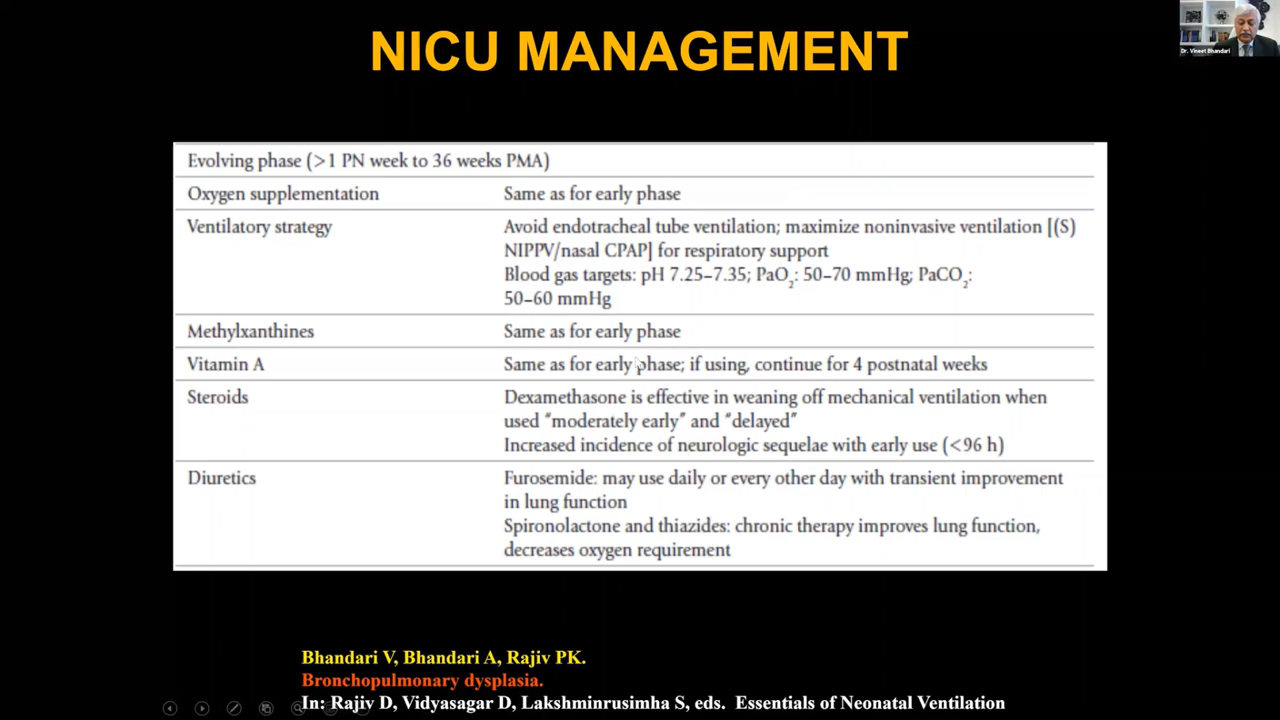 NICU MANAGEMENT
Dr. Vineet Bhandari
Evolving phase (>1 PN week to 36 weeks PMA)
Oxygen supplementation Same as for early phase
Ventilatory strategy Avoid endotracheal tube ventilation; maximize noninvasive ventilation [(S)
NIPPV/nasal CPAP] for respiratory support
Blood gas targets: pH 7.25–7.35; PaO₂: 50–70 mmHg; PaCO₂:
50–60 mmHg
Methylxanthines Same as for early phase
Vitamin A Same as for early phase; if using, continue for 4 postnatal weeks
Steroids Dexamethasone is effective in weaning off mechanical ventilation when
used “moderately early” and “delayed”
Increased incidence of neurologic sequelae with early use (<96 h)
Diuretics Furosemide: may use daily or every other day with transient improvement
in lung function
Spironolactone and thiazides: chronic therapy improves lung function,
decreases oxygen requirement
Bhandari V, Bhandari A, Rajiv PK.
Bronchopulmonary dysplasia.
In: Rajiv D, Vidyasagar D, Lakshminrusimha S, eds. Essentials of Neonatal Ventilation